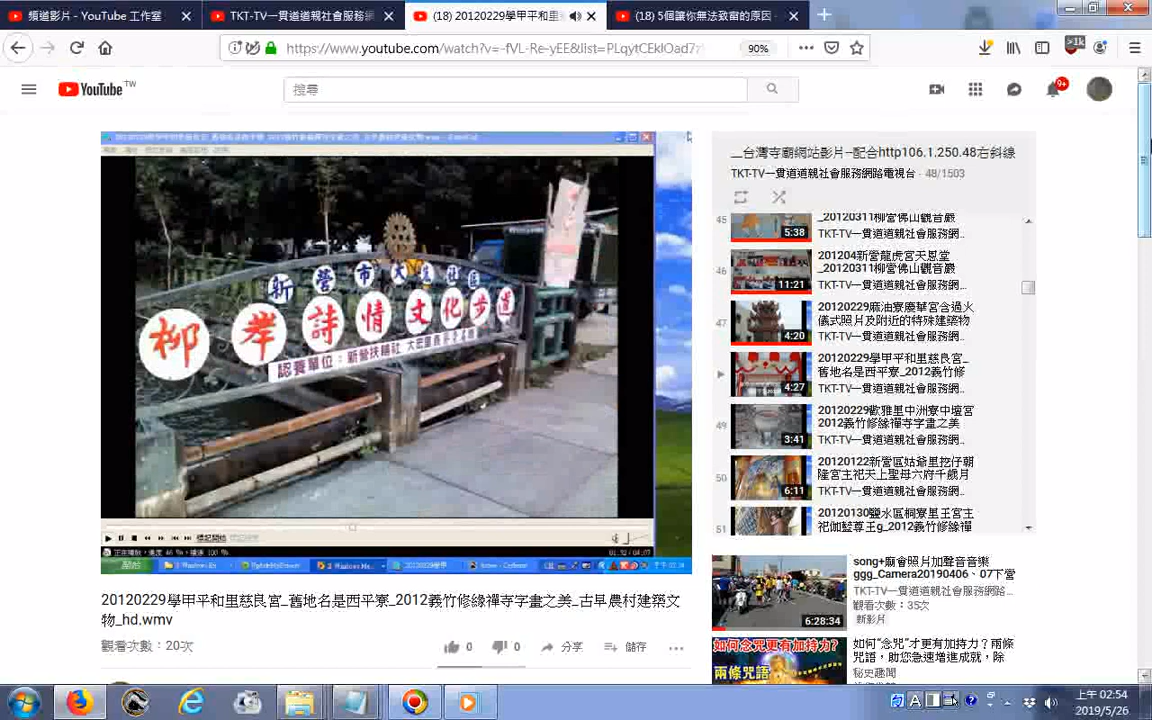 頻道影片 - YouTube 工作室
TKT-TV一貫道道親社會服務網
(18) 20120229學甲平和里
(18) 5個讓你無法致富的原因
https://www.youtube.com/watch?v=-fVL-Re-yEE&list=PLqytCEkIOad7
90%
>1k
YouTube TW
搜尋
9+
新營市大宏社區
柳葶詩情文化步道
認養單位：新營扶輪社
開始
_台灣寺廟網站影片--配合http106.1.250.48右斜線
TKT-TV一貫道道親社會服務網路電視台 - 48/1503
45
_20120311柳營佛山觀音巖
TKT-TV一貫道道親社會服務網..
5:38
46
201204新營龍虎宮天恩堂
_20120311柳營佛山觀音巖
TKT-TV一貫道道親社會服務網..
11:21
47
20120229麻油寮慶華宮含過火
儀式照片及附近的特殊建築物
TKT-TV一貫道道親社會服務網..
4:20
20120229學甲平和里慈良宮_
舊地名是西平寮_2012義竹修
TKT-TV一貫道道親社會服務網..
4:27
49
20120229歡雅里中洲寮中壇宮
2012義竹修緣禪寺字畫之美
TKT-TV一貫道道親社會服務網..
3:41
50
20120122新營區姑爺里挖仔朝
隆宮主祀天上聖母六府千歲月
TKT-TV一貫道道親社會服務網..
6:11
51
20120130鹽水區桐寮里王宮主
祀伽藍尊王g_2012義竹修緣禪
20120229學甲平和里慈良宮_舊地名是西平寮_2012義竹修緣禪寺字畫之美_古早農村建築文
物_hd.wmv
觀看次數：20次
0
0
分享
儲存
song+廟會照片加聲音音樂
ggg_Camera20190406、07下營
TKT-TV一貫道道親社會服務網路...
觀看次數：35次
新影片
6:28:34
如何念咒才更有加持力?
兩條咒語
如何“念咒”才更有加持力？兩條
咒語，助您急速增進成就，除
秘史趣聞
上午 02:54
2019/5/26